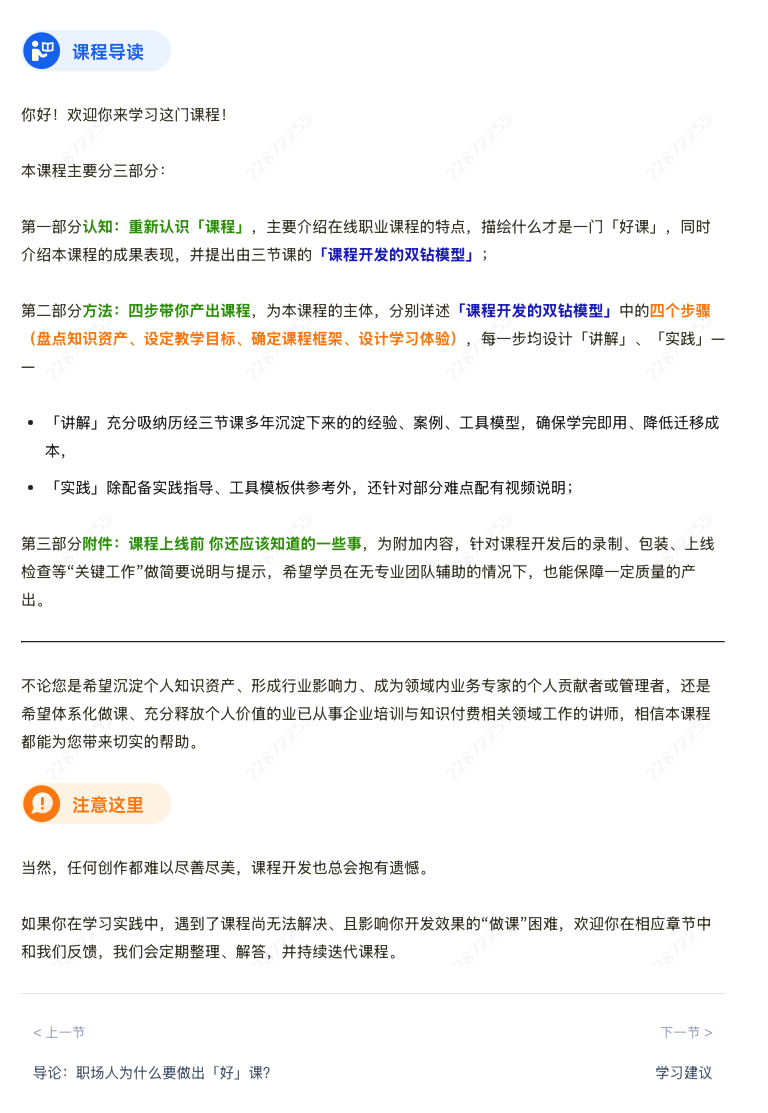 课程导读
你好！欢迎你来学习这门课程！
本课程主要分三部分：
第一部分认知：重新认识「课程」，主要介绍在线职业课程的特点，描绘什么才是一门「好课」，同时
介绍本课程的成果表现，并提出由三节课的「课程开发的双钻模型」；
第二部分方法：四步带你产出课程，为本课程的主体，分别详述「课程开发的双钻模型」中的四个步骤
（盘点知识资产、设定教学目标、确定课程框架、设计学习体验），每一步均设计「讲解」、「实践」—
—
• 「讲解」充分吸纳历经三节课多年沉淀下来的的经验、案例、工具模型，确保学完即用、降低迁移成
本，
• 「实践」除配备实践指导、工具模板供参考外，还针对部分难点配有视频说明；
第三部分附件：课程上线前 你还应该知道的一些事，为附加内容，针对课程开发后的录制、包装、上线
检查等“关键工作”做简要说明与提示，希望学员在无专业团队辅助的情况下，也能保障一定质量的产
出。
不论您是希望沉淀个人知识资产、形成行业影响力、成为领域内业务专家的个人贡献者或管理者，还是
希望体系化做课、充分释放个人价值的业已从事企业培训与知识付费相关领域工作的讲师，相信本课程
都能为您带来切实的帮助。
注意这里
当然，任何创作都难以尽善尽美，课程开发也总会抱有遗憾。
如果你在学习实践中，遇到了课程尚无法解决、且影响你开发效果的“做课”困难，欢迎你在相应章节中
和我们反馈，我们会定期整理、解答，并持续迭代课程。
< 上一节
下一节 >
导论：职场人为什么要做出「好」课?
学习建议
22872255